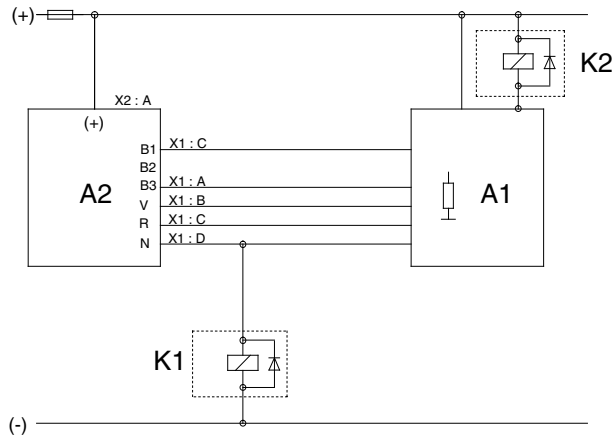 (+)
K2
X2 : A
(+)
B1 X1 : C
B2
A2 B3 X1 : A A1
V X1 : B
R X1 : C
N X1 : D
K1
(-)